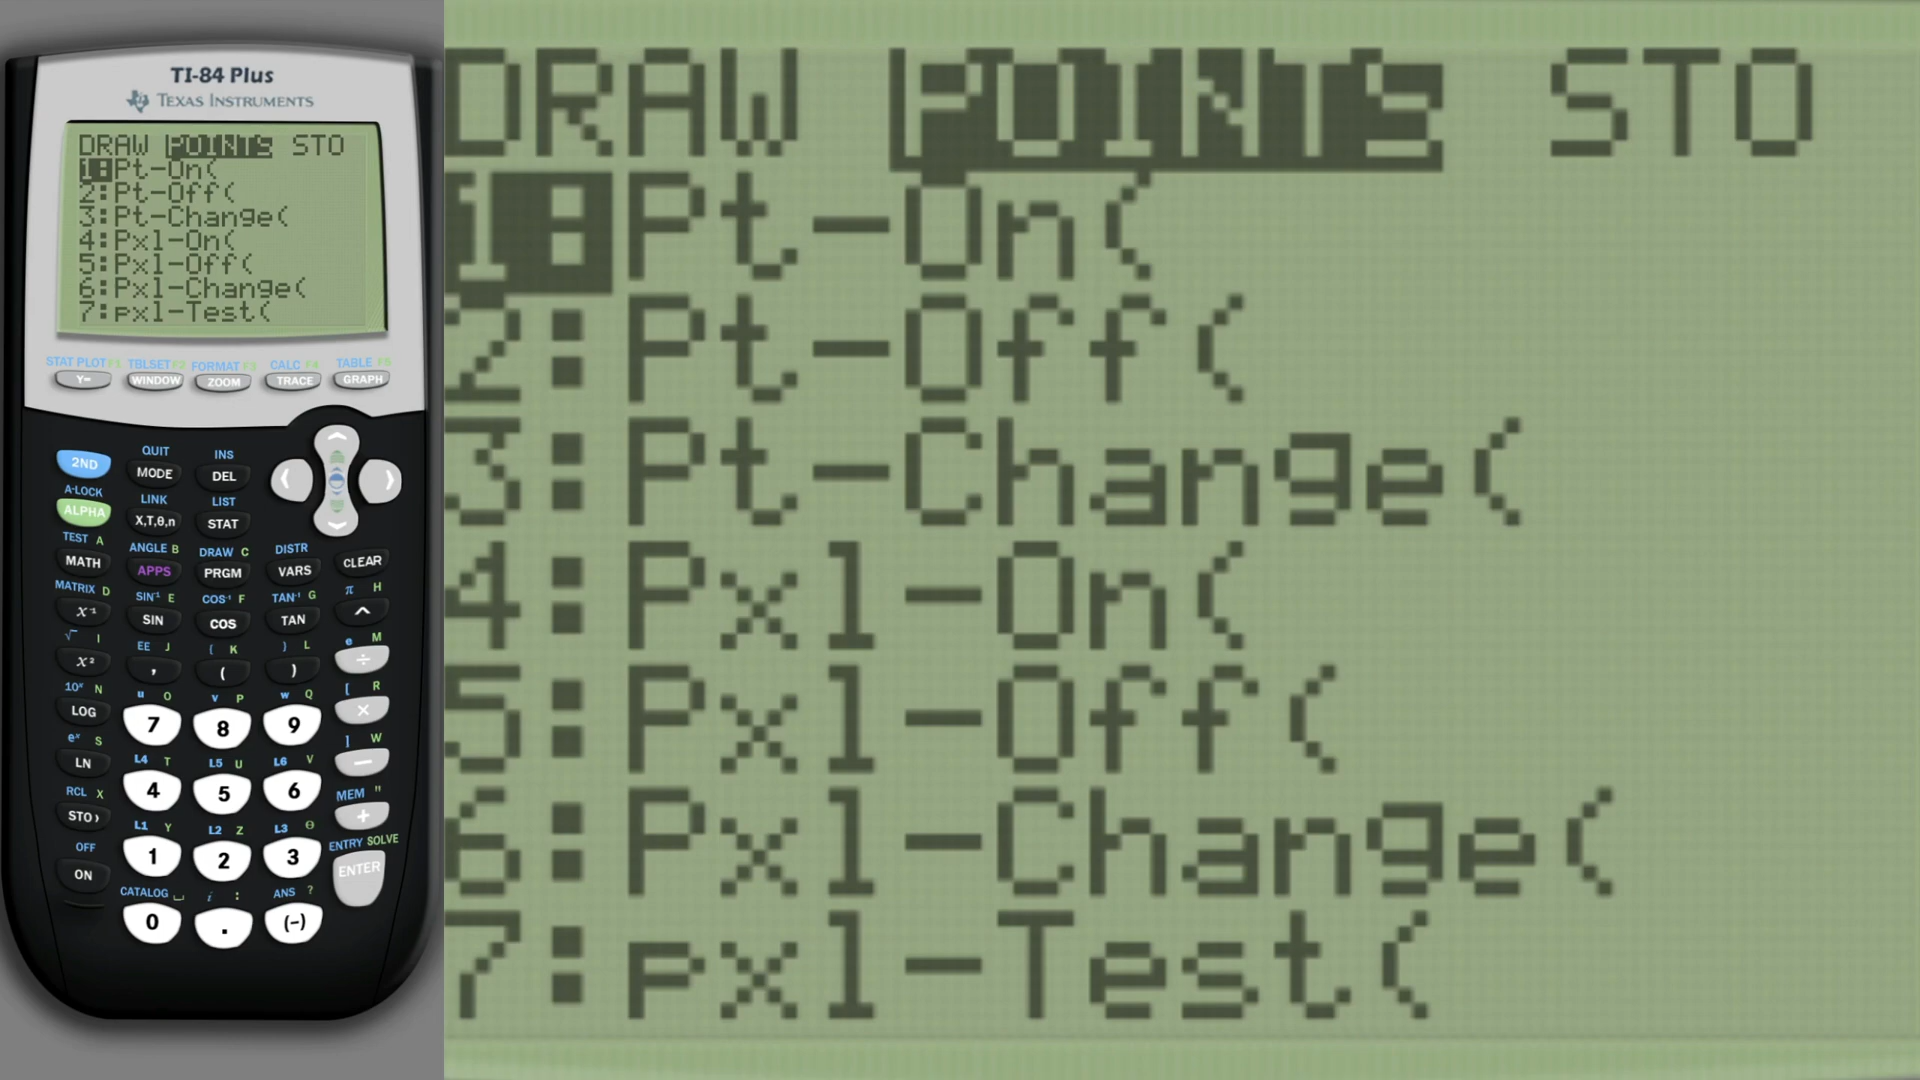 TI-84 Plus
TEXAS INSTRUMENTS
DRAW POINTS STO
1:Pt-On(
2:Pt-Off(
3:Pt-Change(
4:Pxl-On(
5:Pxl-Off(
6:Pxl-Change(
7:pxl-Test(
STAT PLOT F1 TBLSET F2 FORMAT F3 CALC F4 TABLE F5
Y= WINDOW ZOOM TRACE GRAPH
QUIT INS
2ND MODE DEL
A-LOCK LINK LIST
ALPHA X,T,θ,n STAT
TEST A ANGLE B DRAW C DISTR
MATH APPS PRGM VARS CLEAR
MATRIX D SIN⁻¹ E COS⁻¹ F TAN⁻¹ G π H
x⁻¹ SIN COS TAN ^
√‾ I EE J { K } L e M
x² , ( ) ÷
10ˣ N u O v P w Q [ R
LOG 7 8 9 ×
eˣ S L4 T L5 U L6 V ] W
LN 4 5 6 −
RCL X L1 Y L2 Z L3 θ MEM "
STO› 1 2 3 +
OFF CATALOG ⎵ i : ANS ? ENTRY SOLVE
ON 0 . (-) ENTER
DRAW POINTS STO
1:Pt-On(
2:Pt-Off(
3:Pt-Change(
4:Pxl-On(
5:Pxl-Off(
6:Pxl-Change(
7:pxl-Test(